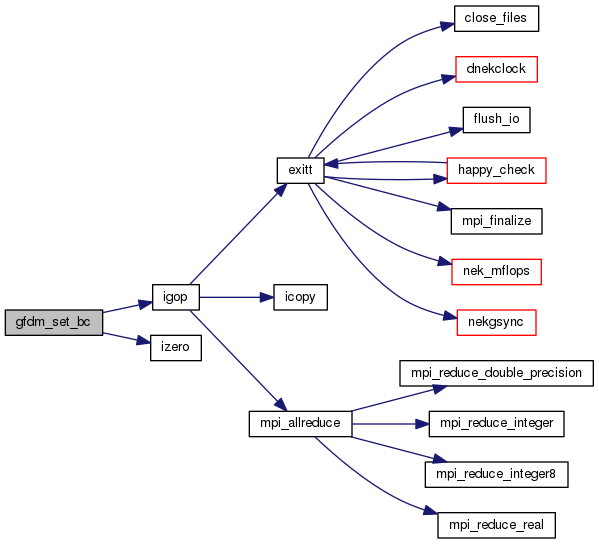 close_files
dnekclock
flush_io
exitt
happy_check
mpi_finalize
nek_mflops
igop
icopy
gfdm_set_bc
nekgsync
izero
mpi_reduce_double_precision
mpi_allreduce
mpi_reduce_integer
mpi_reduce_integer8
mpi_reduce_real